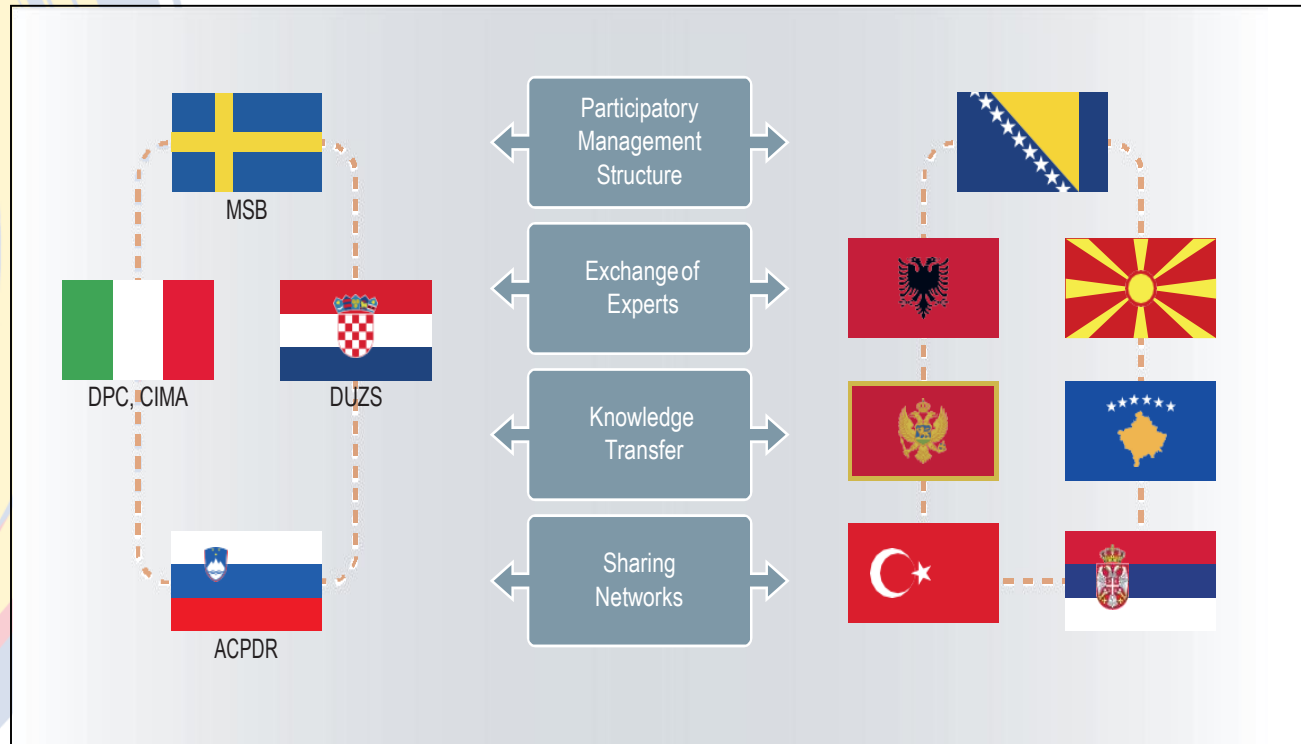 MSB
DPC, CIMA
DUZS
ACPDR
Participatory
Management
Structure
Exchange of
Experts
Knowledge
Transfer
Sharing
Networks